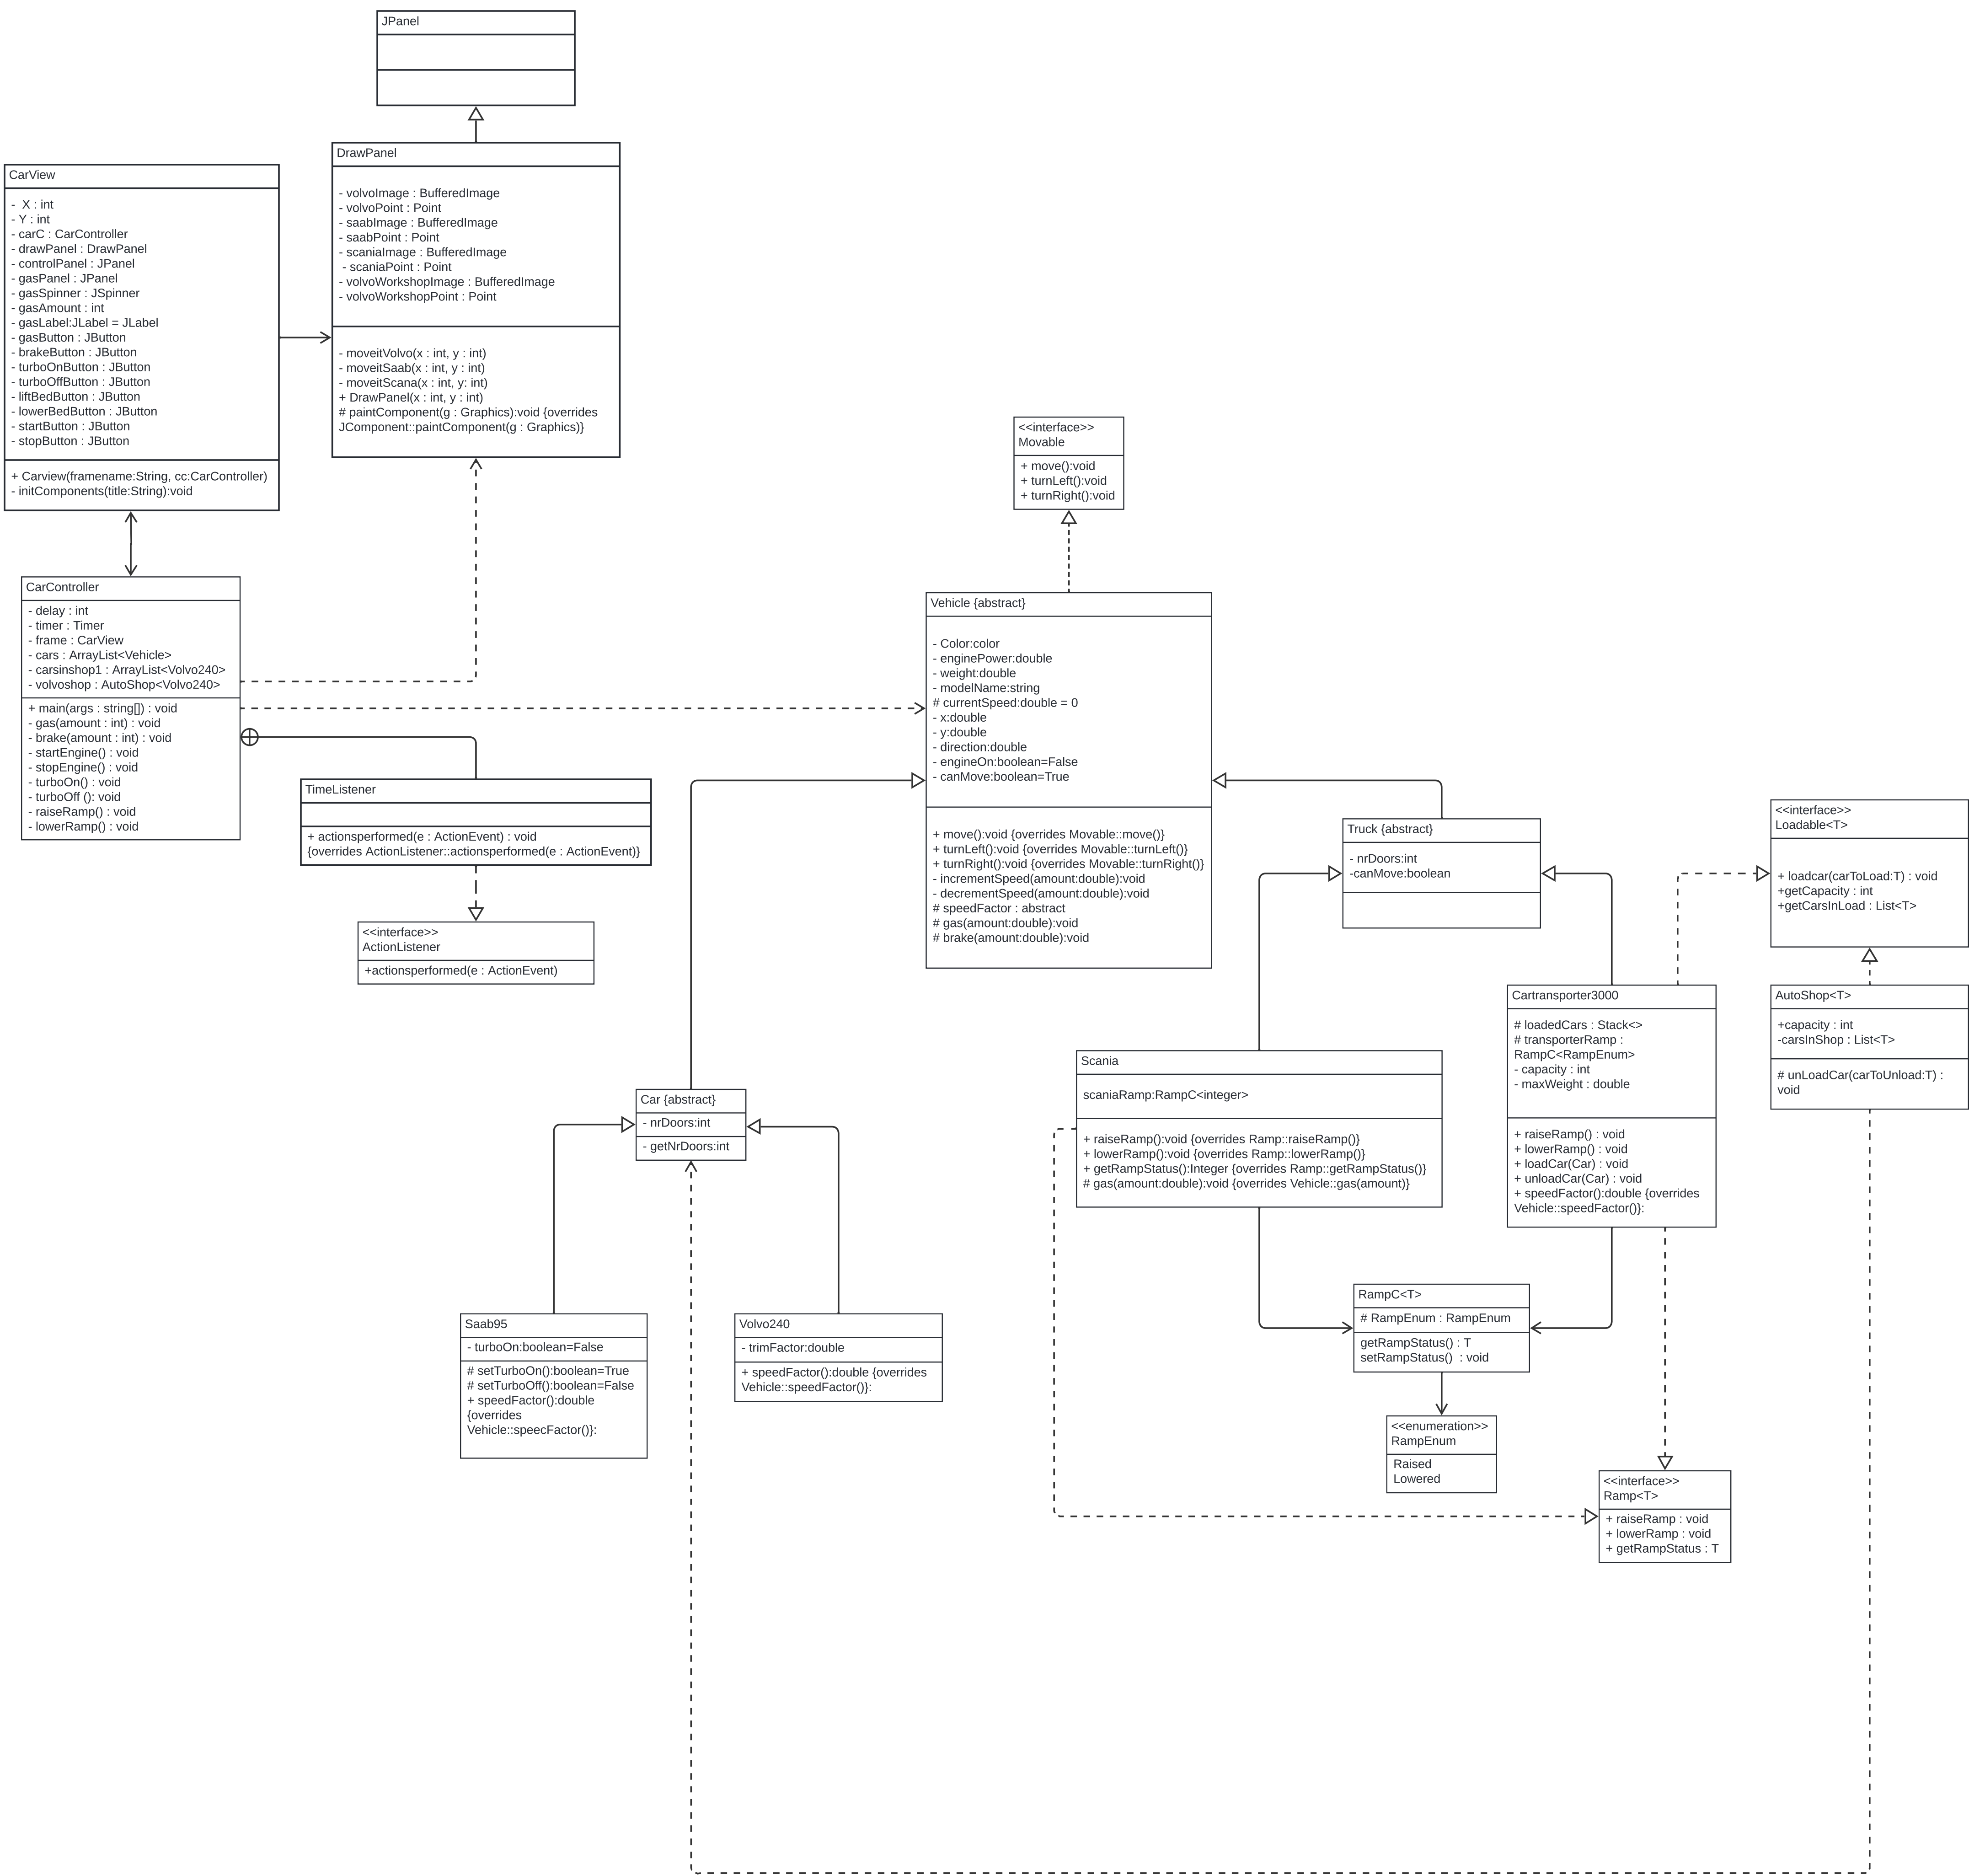 JPanel
DrawPanel
- volvoImage : BufferedImage
- volvoPoint : Point
- saabImage : BufferedImage
- saabPoint : Point
- scaniaImage : BufferedImage
- scaniaPoint : Point
- volvoWorkshopImage : BufferedImage
- volvoWorkshopPoint : Point
- moveitVolvo(x : int, y : int)
- moveitSaab(x : int, y : int)
- moveitScana(x : int, y: int)
+ DrawPanel(x : int, y : int)
# paintComponent(g : Graphics):void {overrides
JComponent::paintComponent(g : Graphics)}
CarView
-  X : int
- Y : int
- carC : CarController
- drawPanel : DrawPanel
- controlPanel : JPanel
- gasPanel : JPanel
- gasSpinner : JSpinner
- gasAmount : int
- gasLabel:JLabel = JLabel
- gasButton : JButton
- brakeButton : JButton
- turboOnButton : JButton
- turboOffButton : JButton
- liftBedButton : JButton
- lowerBedButton : JButton
- startButton : JButton
- stopButton : JButton
+ Carview(framename:String, cc:CarController)
- initComponents(title:String):void
CarController
- delay : int
- timer : Timer
- frame : CarView
- cars : ArrayList<Vehicle>
- carsinshop1 : ArrayList<Volvo240>
- volvoshop : AutoShop<Volvo240>
+ main(args : string[]) : void
- gas(amount : int) : void
- brake(amount : int) : void
- startEngine() : void
- stopEngine() : void
- turboOn() : void
- turboOff (): void
- raiseRamp() : void
- lowerRamp() : void
TimeListener
+ actionsperformed(e : ActionEvent) : void
{overrides ActionListener::actionsperformed(e : ActionEvent)}
<<interface>>
ActionListener
+actionsperformed(e : ActionEvent)
<<interface>>
Movable
+ move():void
+ turnLeft():void
+ turnRight():void
Vehicle {abstract}
- Color:color
- enginePower:double
- weight:double
- modelName:string
# currentSpeed:double = 0
- x:double
- y:double
- direction:double
- engineOn:boolean=False
- canMove:boolean=True
+ move():void {overrides Movable::move()}
+ turnLeft():void {overrides Movable::turnLeft()}
+ turnRight():void {overrides Movable::turnRight()}
- incrementSpeed(amount:double):void
- decrementSpeed(amount:double):void
# speedFactor : abstract
# gas(amount:double):void
# brake(amount:double):void
Truck {abstract}
- nrDoors:int
-canMove:boolean
<<interface>>
Loadable<T>
+ loadcar(carToLoad:T) : void
+getCapacity : int
+getCarsInLoad : List<T>
Cartransporter3000
# loadedCars : Stack<>
# transporterRamp :
RampC<RampEnum>
- capacity : int
- maxWeight : double
+ raiseRamp() : void
+ lowerRamp() : void
+ loadCar(Car) : void
+ unloadCar(Car) : void
+ speedFactor():double {overrides
Vehicle::speedFactor()}:
AutoShop<T>
+capacity : int
-carsInShop : List<T>
# unLoadCar(carToUnload:T) :
void
Scania
scaniaRamp:RampC<integer>
+ raiseRamp():void {overrides Ramp::raiseRamp()}
+ lowerRamp():void {overrides Ramp::lowerRamp()}
+ getRampStatus():Integer {overrides Ramp::getRampStatus()}
# gas(amount:double):void {overrides Vehicle::gas(amount)}
Car {abstract}
- nrDoors:int
- getNrDoors:int
Saab95
- turboOn:boolean=False
# setTurboOn():boolean=True
# setTurboOff():boolean=False
+ speedFactor():double
{overrides
Vehicle::speecFactor()}:
Volvo240
- trimFactor:double
+ speedFactor():double {overrides
Vehicle::speedFactor()}:
RampC<T>
# RampEnum : RampEnum
getRampStatus() : T
setRampStatus()  : void
<<enumeration>>
RampEnum
Raised
Lowered
<<interface>>
Ramp<T>
+ raiseRamp : void
+ lowerRamp : void
+ getRampStatus : T